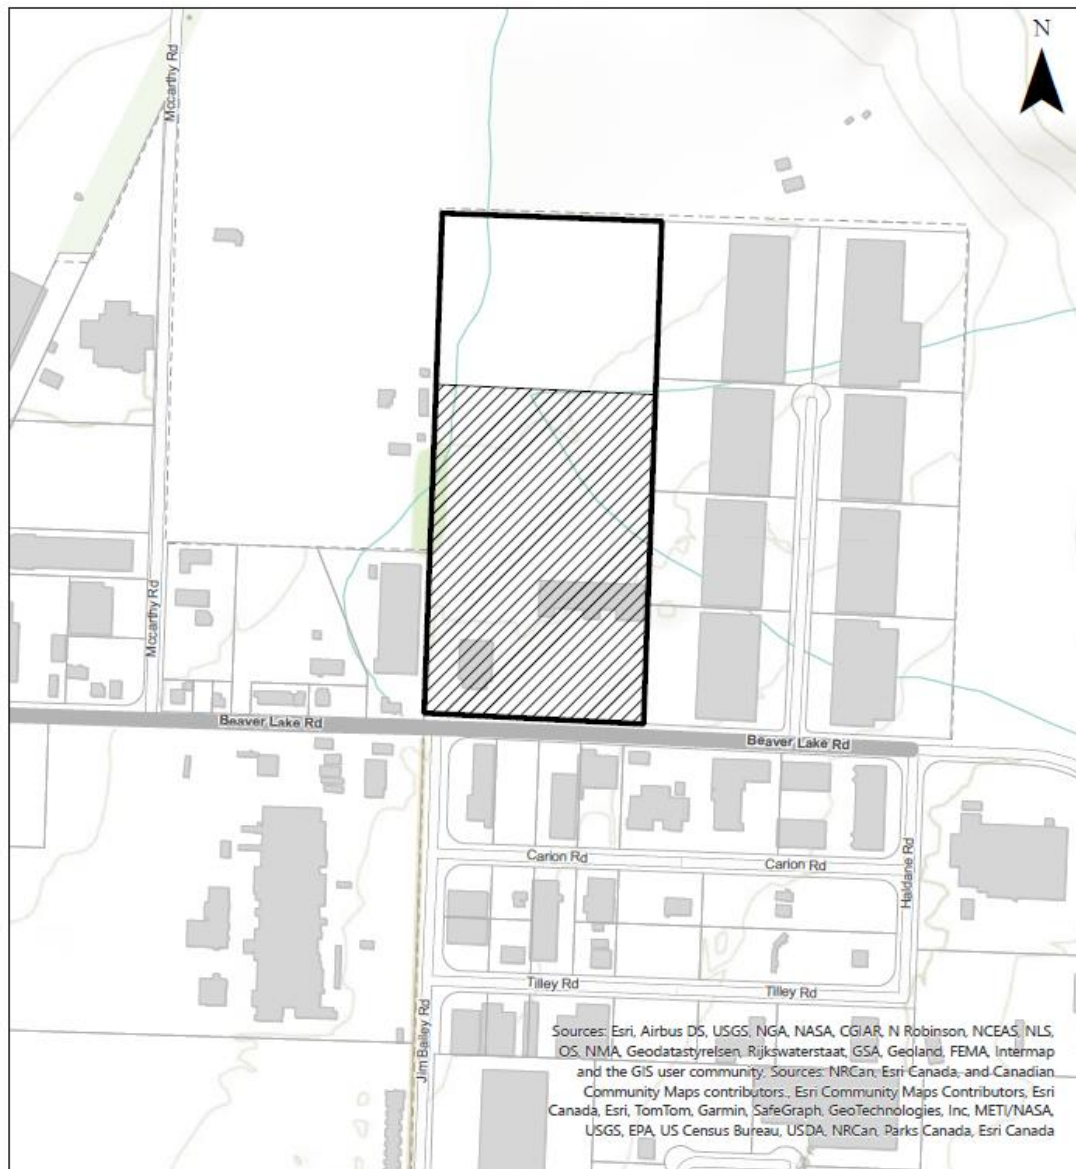 N
Mccarthy Rd
Mccarthy Rd
Beaver Lake Rd
Beaver Lake Rd
Carion Rd
Carion Rd
Haldane Rd
Tilley Rd
Tilley Rd
Jim Bailey Rd
Sources: Esri, Airbus DS, USGS, NGA, NASA, CGIAR, N Robinson, NCEAS, NLS,
OS, NMA, Geodatastyrelsen, Rijkswaterstaat, GSA, Geoland, FEMA, Intermap
and the GIS user community. Sources: NRCan, Esri Canada, and Canadian
Community Maps contributors., Esri Community Maps Contributors, Esri
Canada, Esri, TomTom, Garmin, SafeGraph, GeoTechnologies, Inc, METI/NASA,
USGS, EPA, US Census Bureau, USDA, NRCan, Parks Canada, Esri Canada